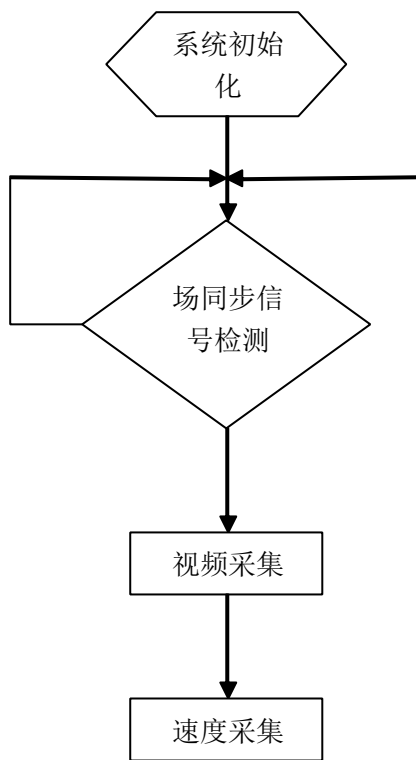 系统初始
化
场同步信
号检测
视频采集
速度采集